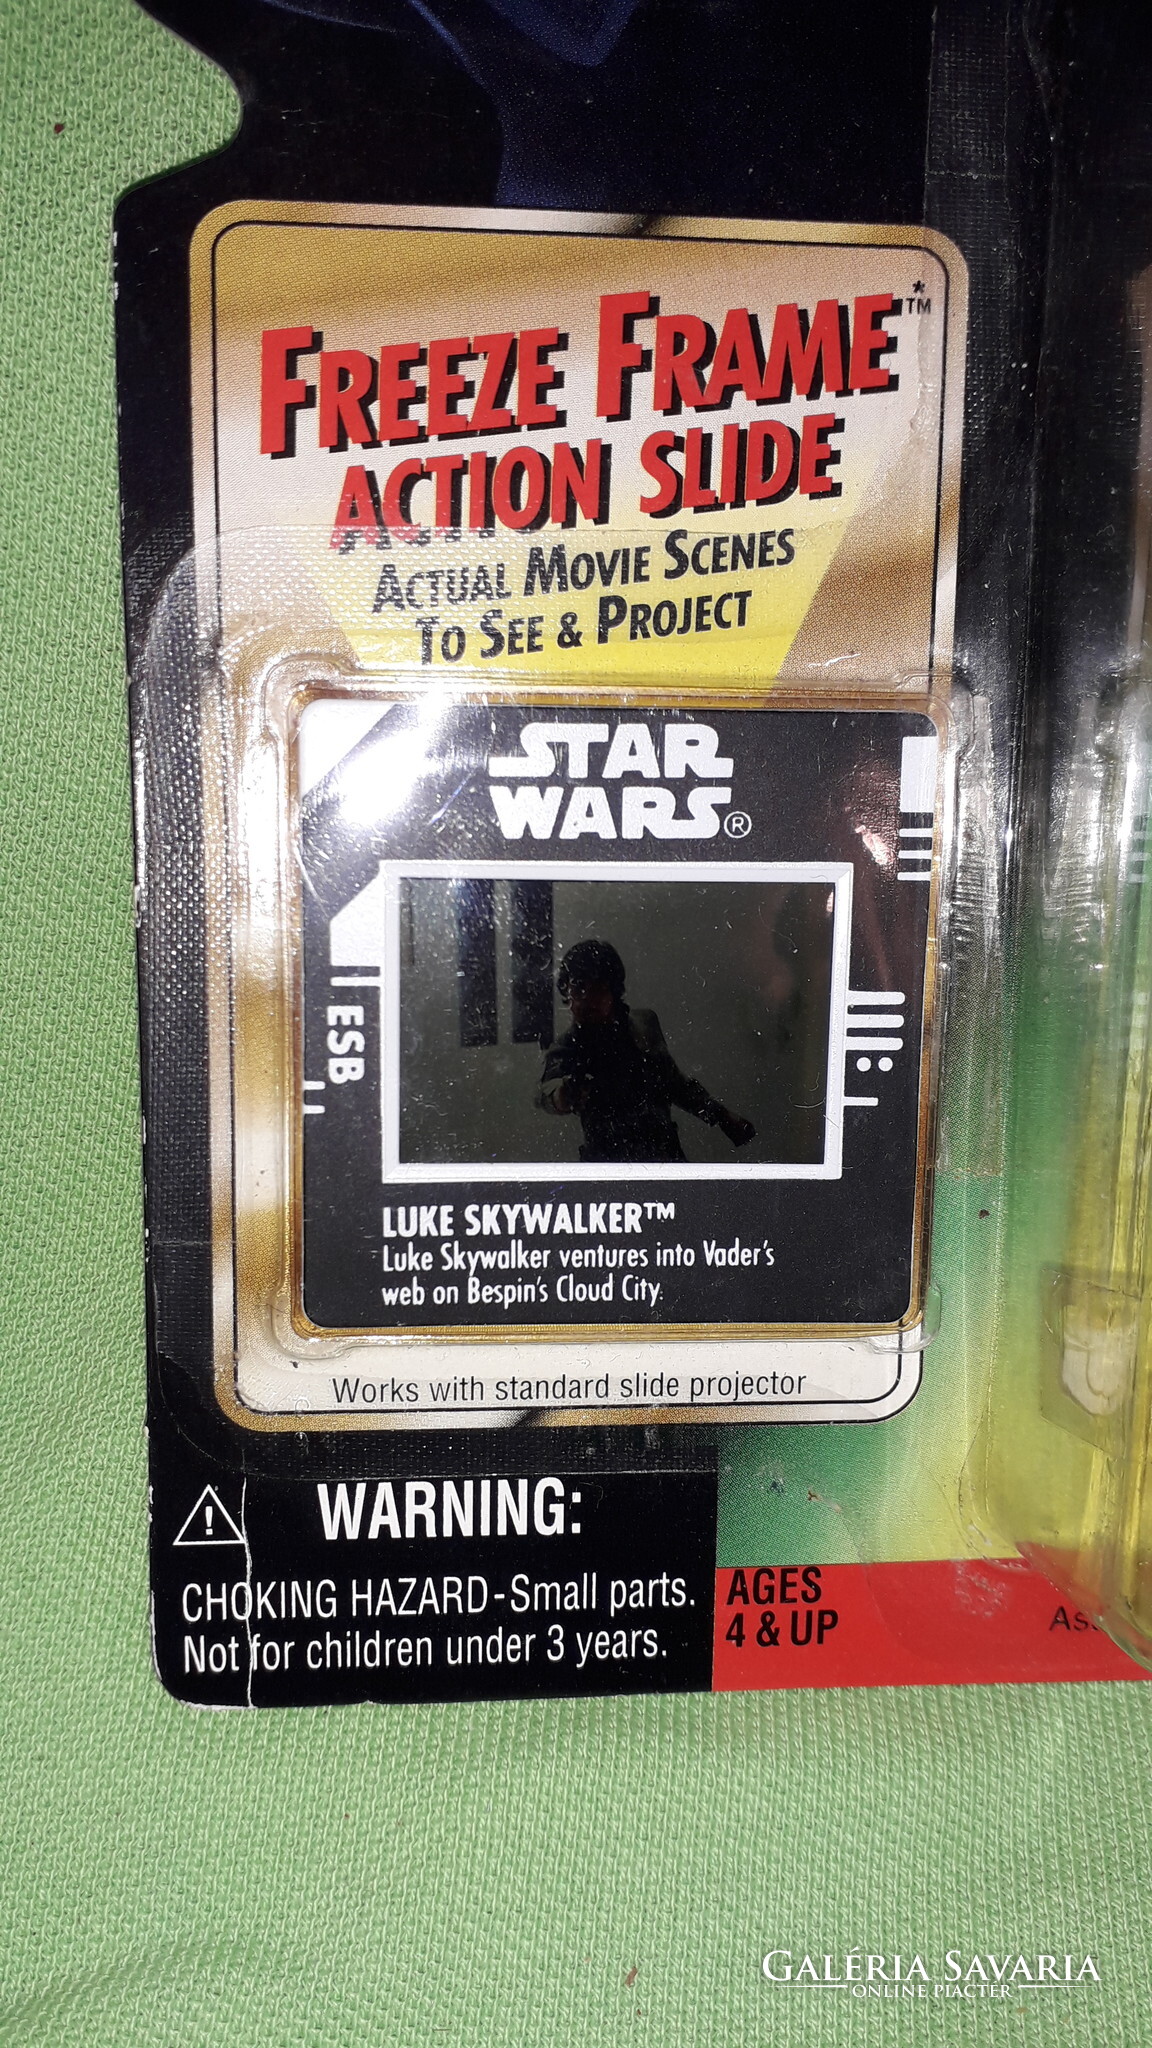 FREEZE FRAME™*
ACTION SLIDE
ACTUAL MOVIE SCENES
TO SEE & PROJECT
STAR
WARS®
ESB
LUKE SKYWALKER™
Luke Skywalker ventures into Vader's
web on Bespin's Cloud City.
Works with standard slide projector
WARNING:
CHOKING HAZARD-Small parts.
Not for children under 3 years.
AGES
4 & UP
GALÉRIA SAVARIA
ONLINE PIACTÉR